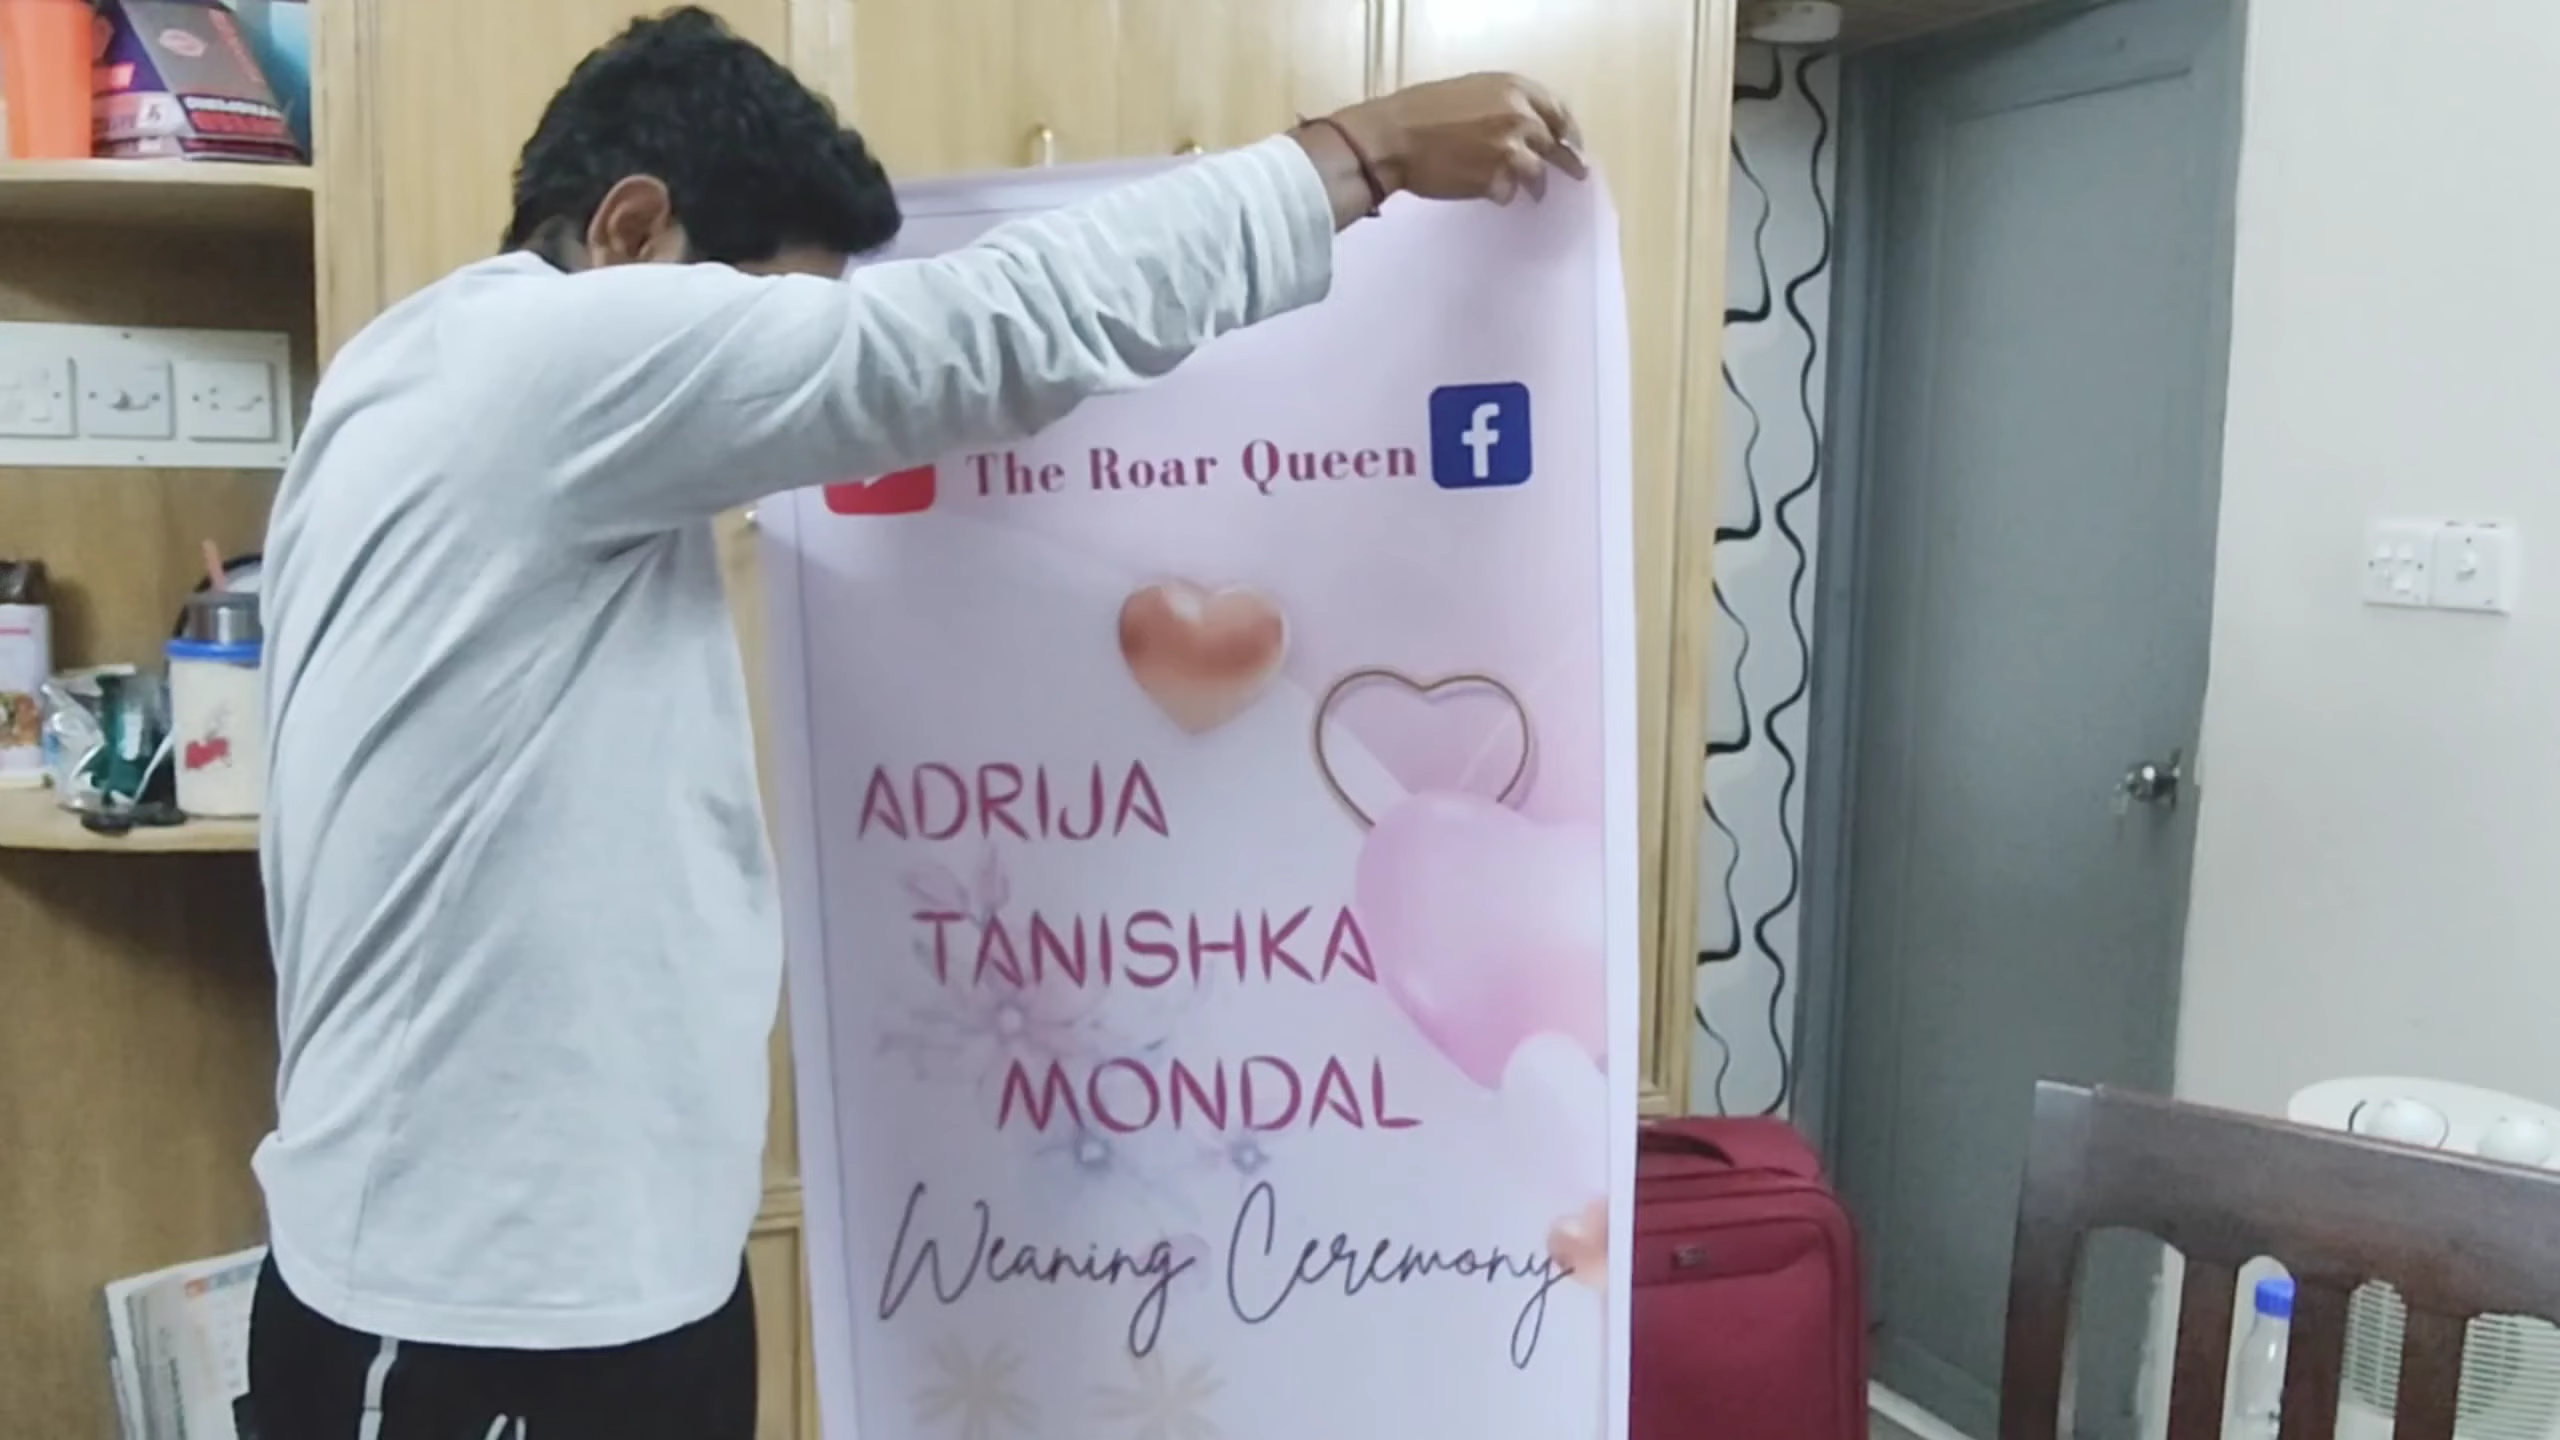 The Roar Queen f
ADRIJA
TANISHKA
MONDAL
Weaning Ceremony